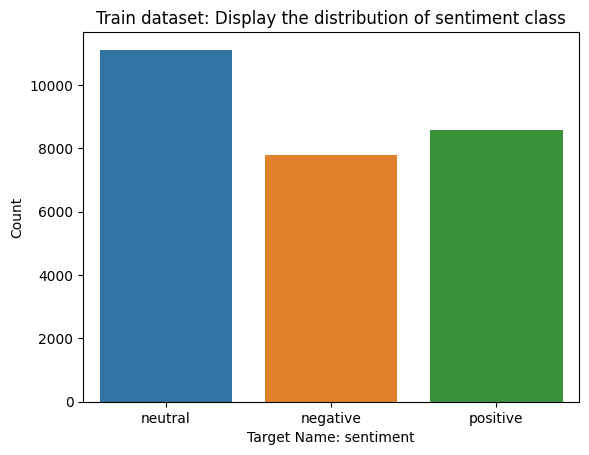 Train dataset: Display the distribution of sentiment class
10000
8000
6000
4000
2000
0
Count
neutral negative positive
Target Name: sentiment